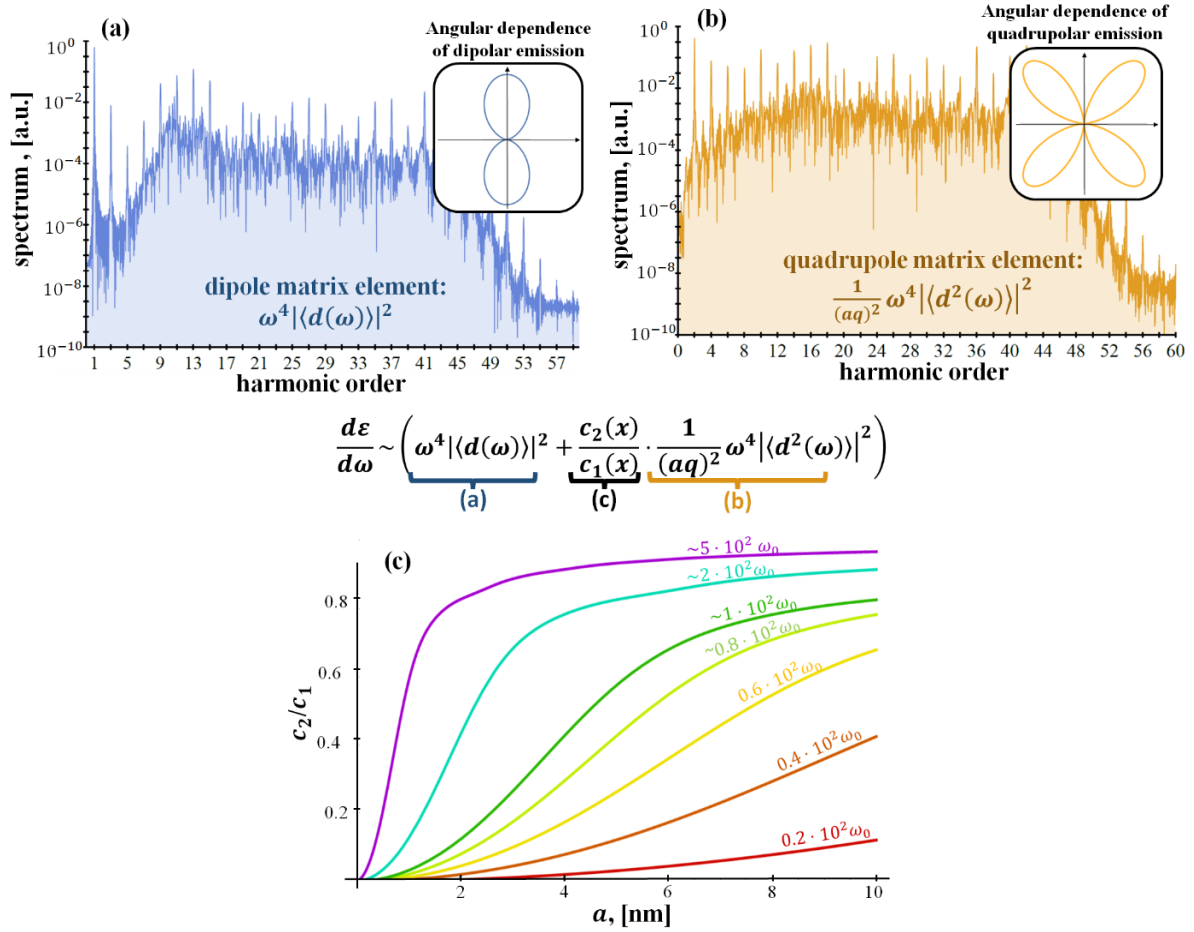 (a)
Angular dependence
of dipolar emission
spectrum , [a.u.]
10^0
10^−2
10^−4
10^−6
10^−8
10^−10
dipole matrix element:
ω^4|⟨d(ω)⟩|^2
1 5 9 13 17 21 25 29 33 37 41 45 49 53 57
harmonic order
(b)
Angular dependence of
quadrupolar emission
spectrum, [a.u.]
10^0
10^−2
10^−4
10^−6
10^−8
10^−10
quadrupole matrix element:
1/(aq)^2 ω^4|⟨d^2(ω)⟩|^2
0 4 8 12 16 20 24 28 32 36 40 44 48 52 56 60
harmonic order
dε/dω ~ (ω^4|⟨d(ω)⟩|^2 + c_2(x)/c_1(x) · 1/(aq)^2 ω^4|⟨d^2(ω)⟩|^2)
(a) (c) (b)
(c)
c_2/c_1
0.8
0.6
0.4
0.2
~5 · 10^2 ω_0
~2 · 10^2 ω_0
~1 · 10^2 ω_0
~0.8 · 10^2 ω_0
0.6 · 10^2 ω_0
0.4 · 10^2 ω_0
0.2 · 10^2 ω_0
2 4 6 8 10
a, [nm]